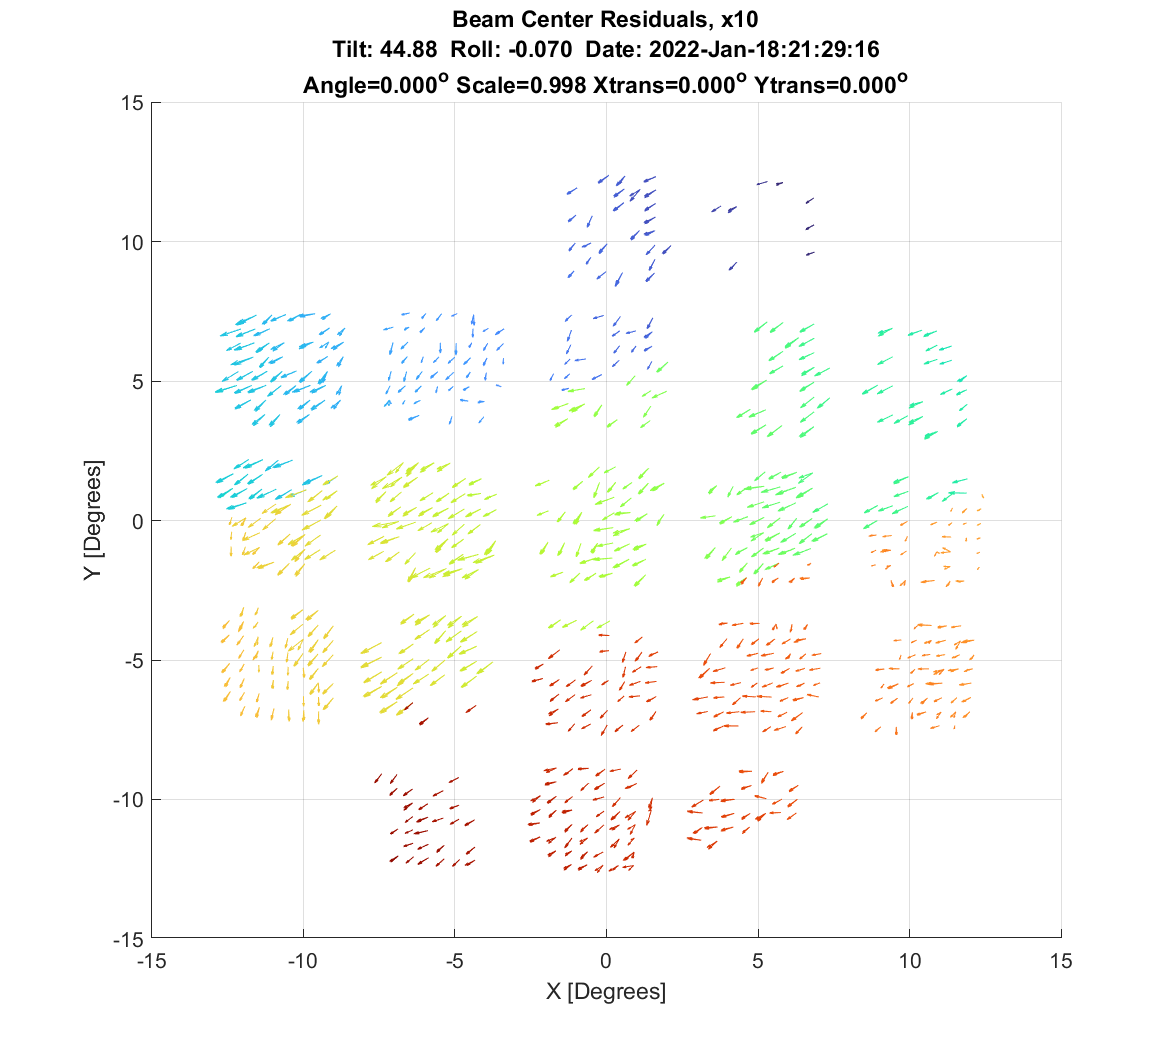 Beam Center Residuals, x10
Tilt: 44.88 Roll: -0.070 Date: 2022-Jan-18:21:29:16
Angle=0.000° Scale=0.998 Xtrans=0.000° Ytrans=0.000°
15
10
5
0
-5
-10
-15
Y [Degrees]
-15 -10 -5 0 5 10 15
X [Degrees]